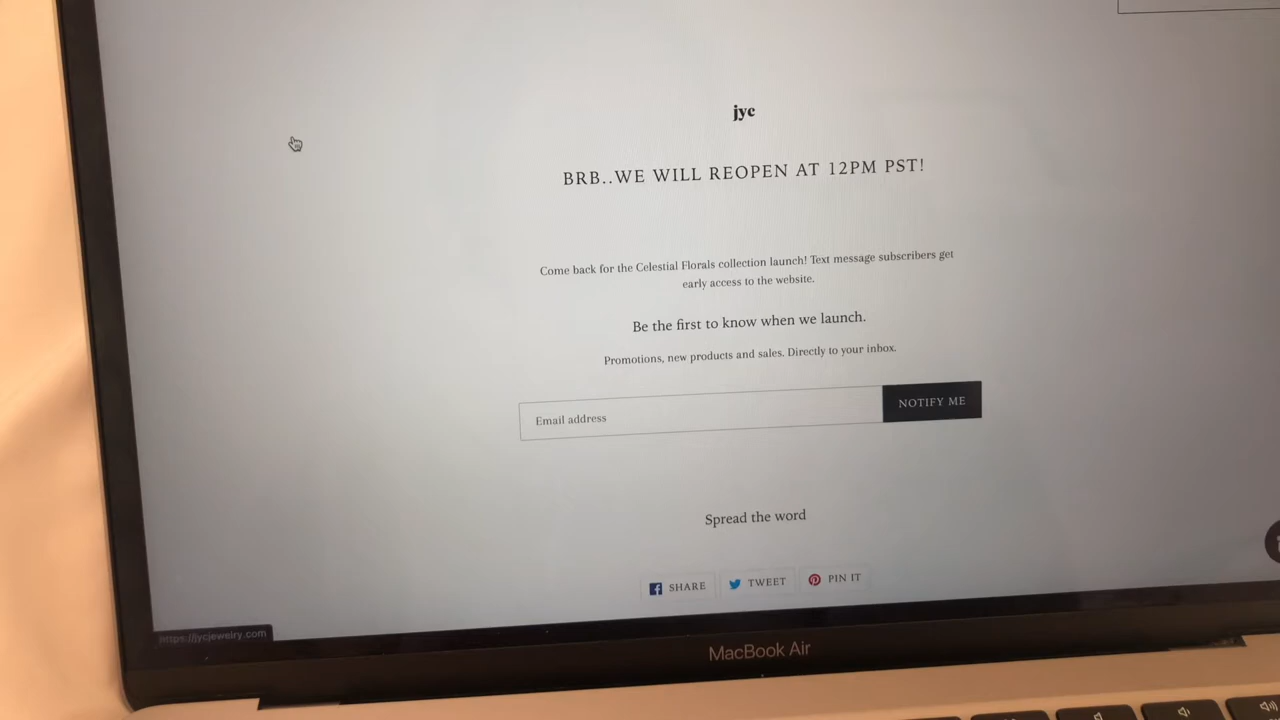 jyc
BRB..WE WILL REOPEN AT 12PM PST!
Come back for the Celestial Florals collection launch! Text message subscribers get
early access to the website.
Be the first to know when we launch.
Promotions, new products and sales. Directly to your inbox.
Email address
NOTIFY ME
Spread the word
SHARE TWEET PIN IT
https://jycjewelry.com
MacBook Air